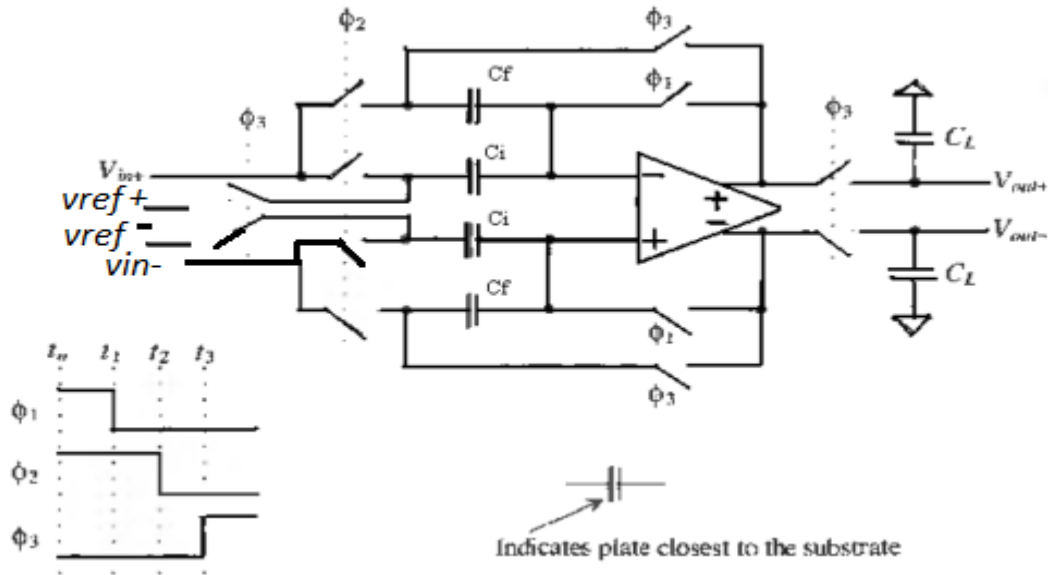 ϕ2
ϕ3
Cf
ϕ1
ϕ3
ϕ3
Ci
CL
Vin+
vref+
Vout+
vref-
Ci
Vout-
vin-
CL
Cf
ϕ1
ϕ3
to t1 t2 t3
ϕ1
ϕ2
ϕ3
Indicates plate closest to the substrate